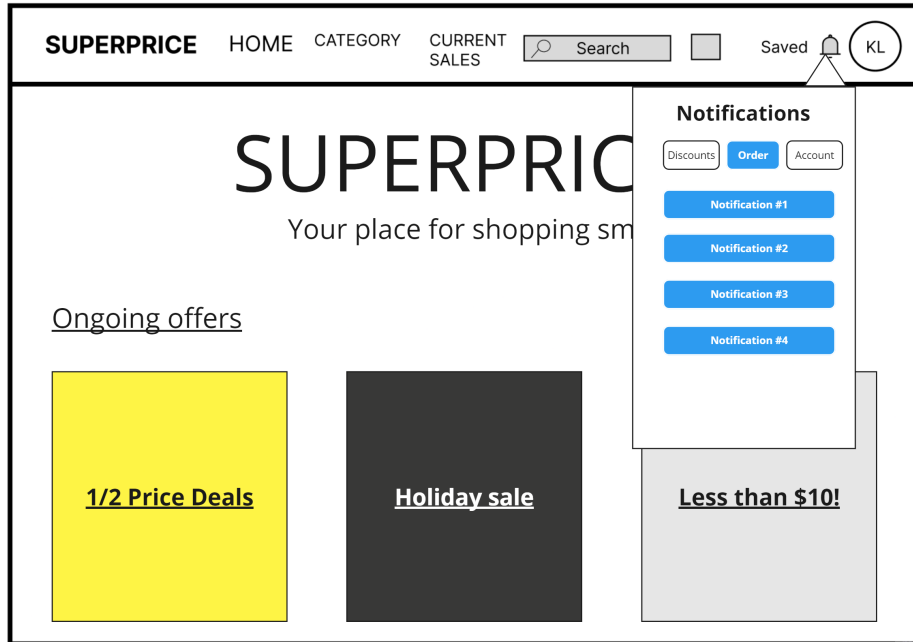 SUPERPRICE HOME CATEGORY CURRENT SALES Search Saved KL
Notifications
Discounts Order Account
Notification #1
Notification #2
Notification #3
Notification #4
SUPERPRIC
Your place for shopping sm
Ongoing offers
1/2 Price Deals
Holiday sale
Less than $10!